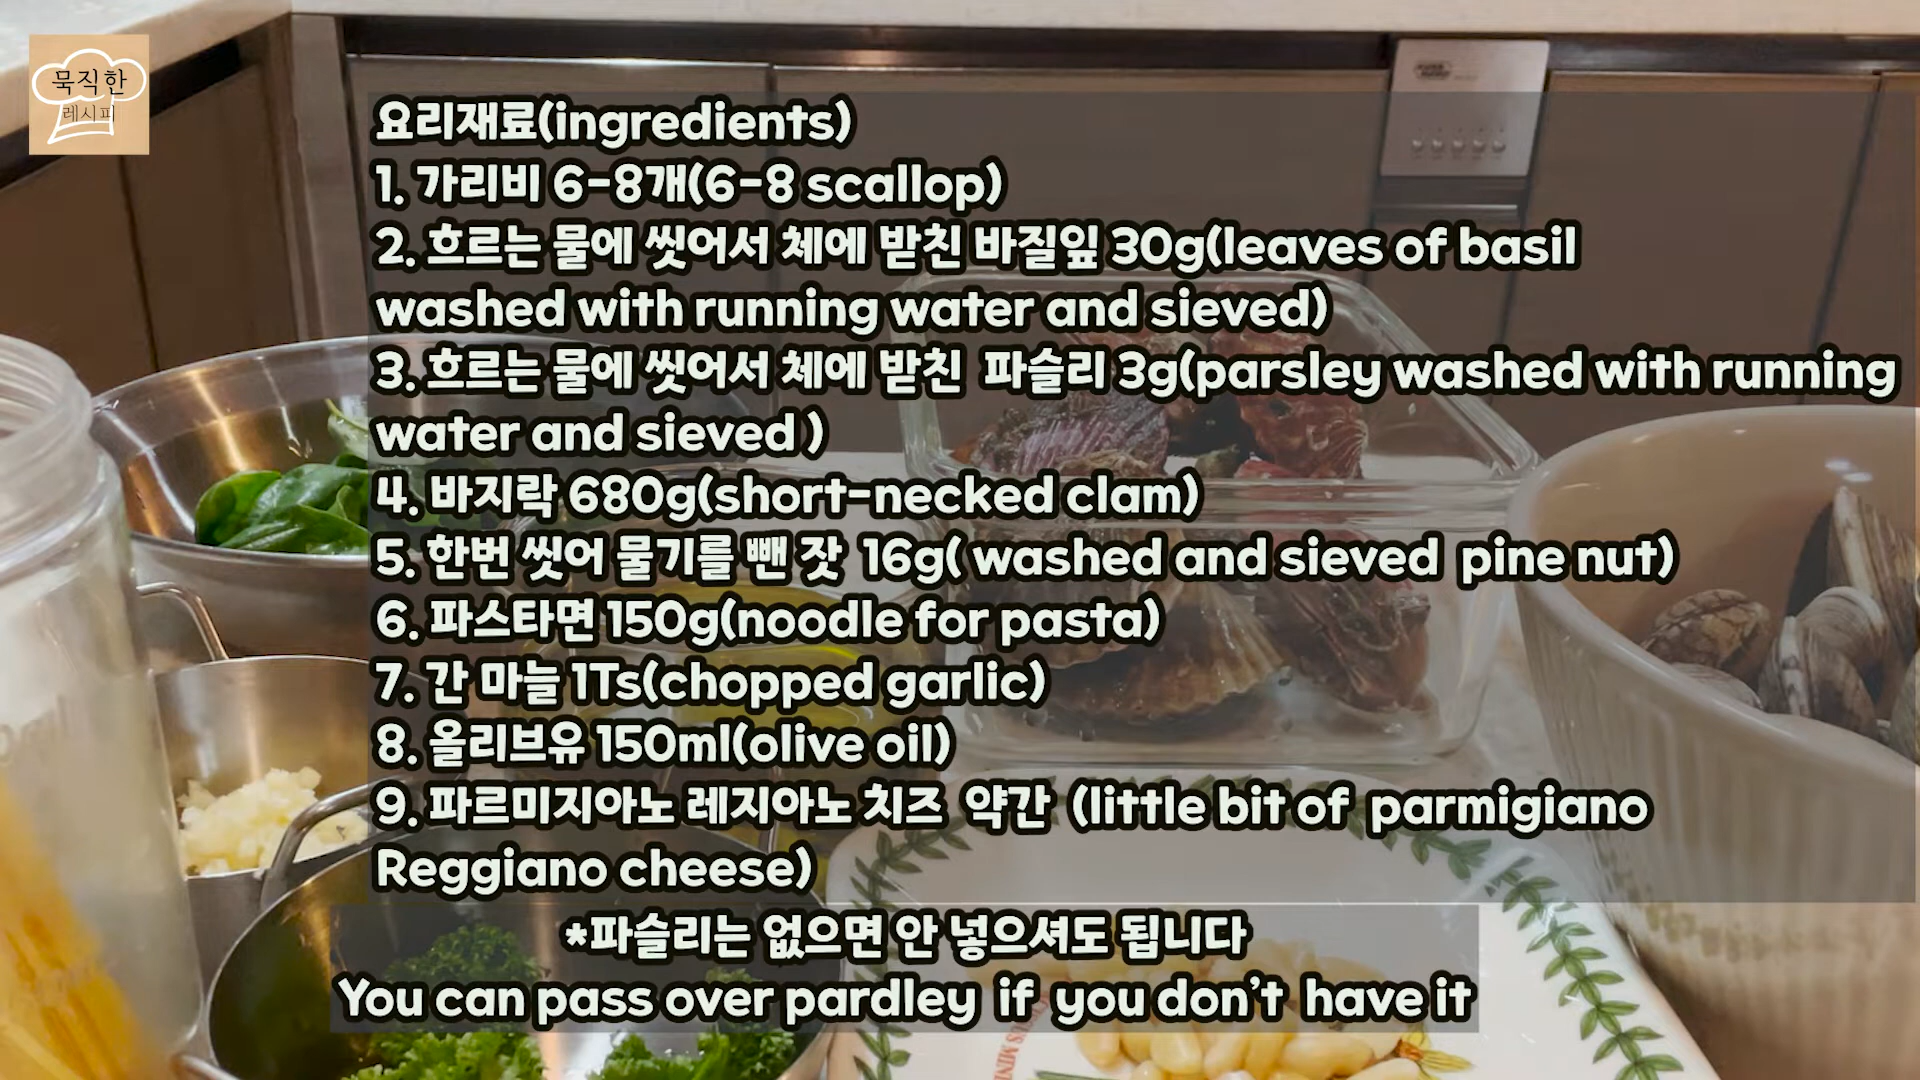 묵직한
레시피
요리재료(ingredients)
1. 가리비 6-8개(6-8 scallop)
2. 흐르는 물에 씻어서 체에 받친 바질잎 30g(leaves of basil
washed with running water and sieved)
3. 흐르는 물에 씻어서 체에 받친 파슬리 3g(parsley washed with running
water and sieved )
4. 바지락 680g(short-necked clam)
5. 한번 씻어 물기를 뺀 잣 16g( washed and sieved pine nut)
6. 파스타면 150g(noodle for pasta)
7. 간 마늘 1Ts(chopped garlic)
8. 올리브유 150ml(olive oil)
9. 파르미지아노 레지아노 치즈 약간 (little bit of parmigiano
Reggiano cheese)
*파슬리는 없으면 안 넣으셔도 됩니다
You can pass over pardley if you don't have it